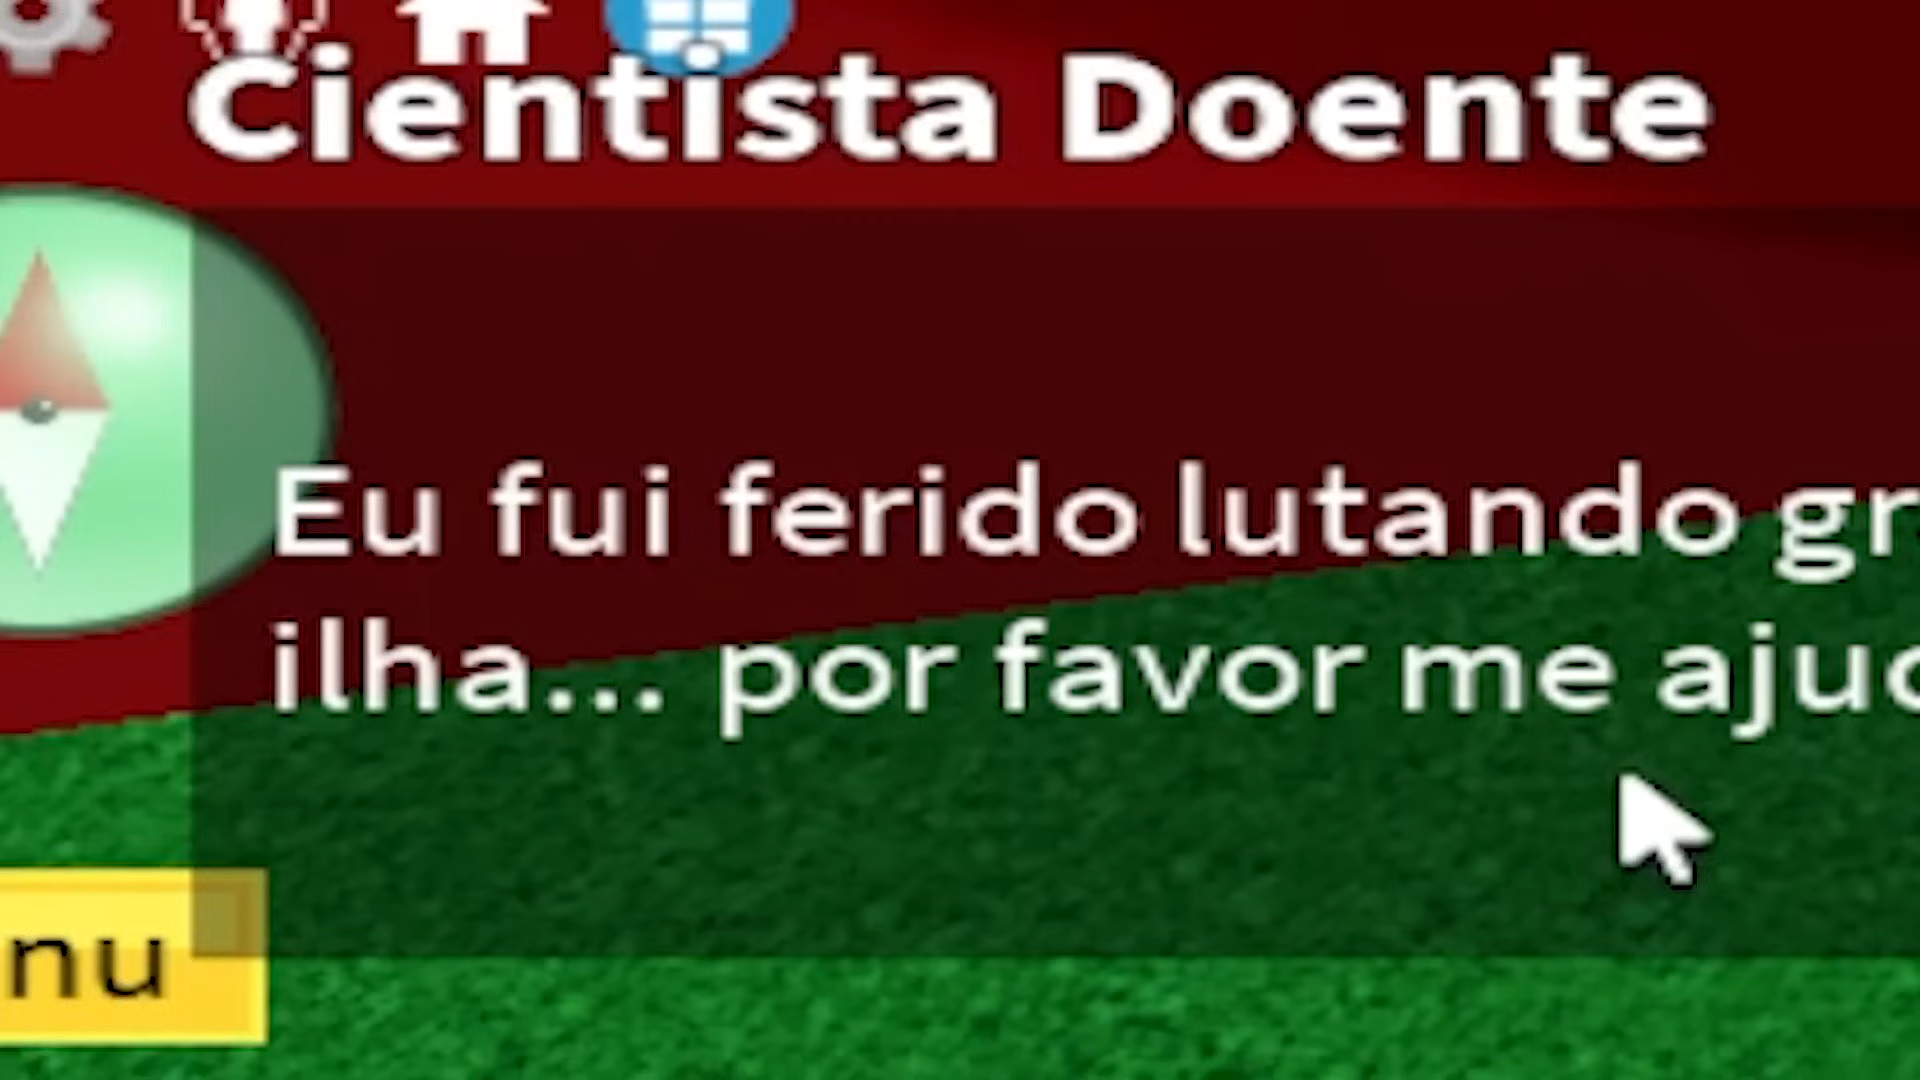 Cientista Doente
Eu fui ferido lutando
ilha... por favor me
nu